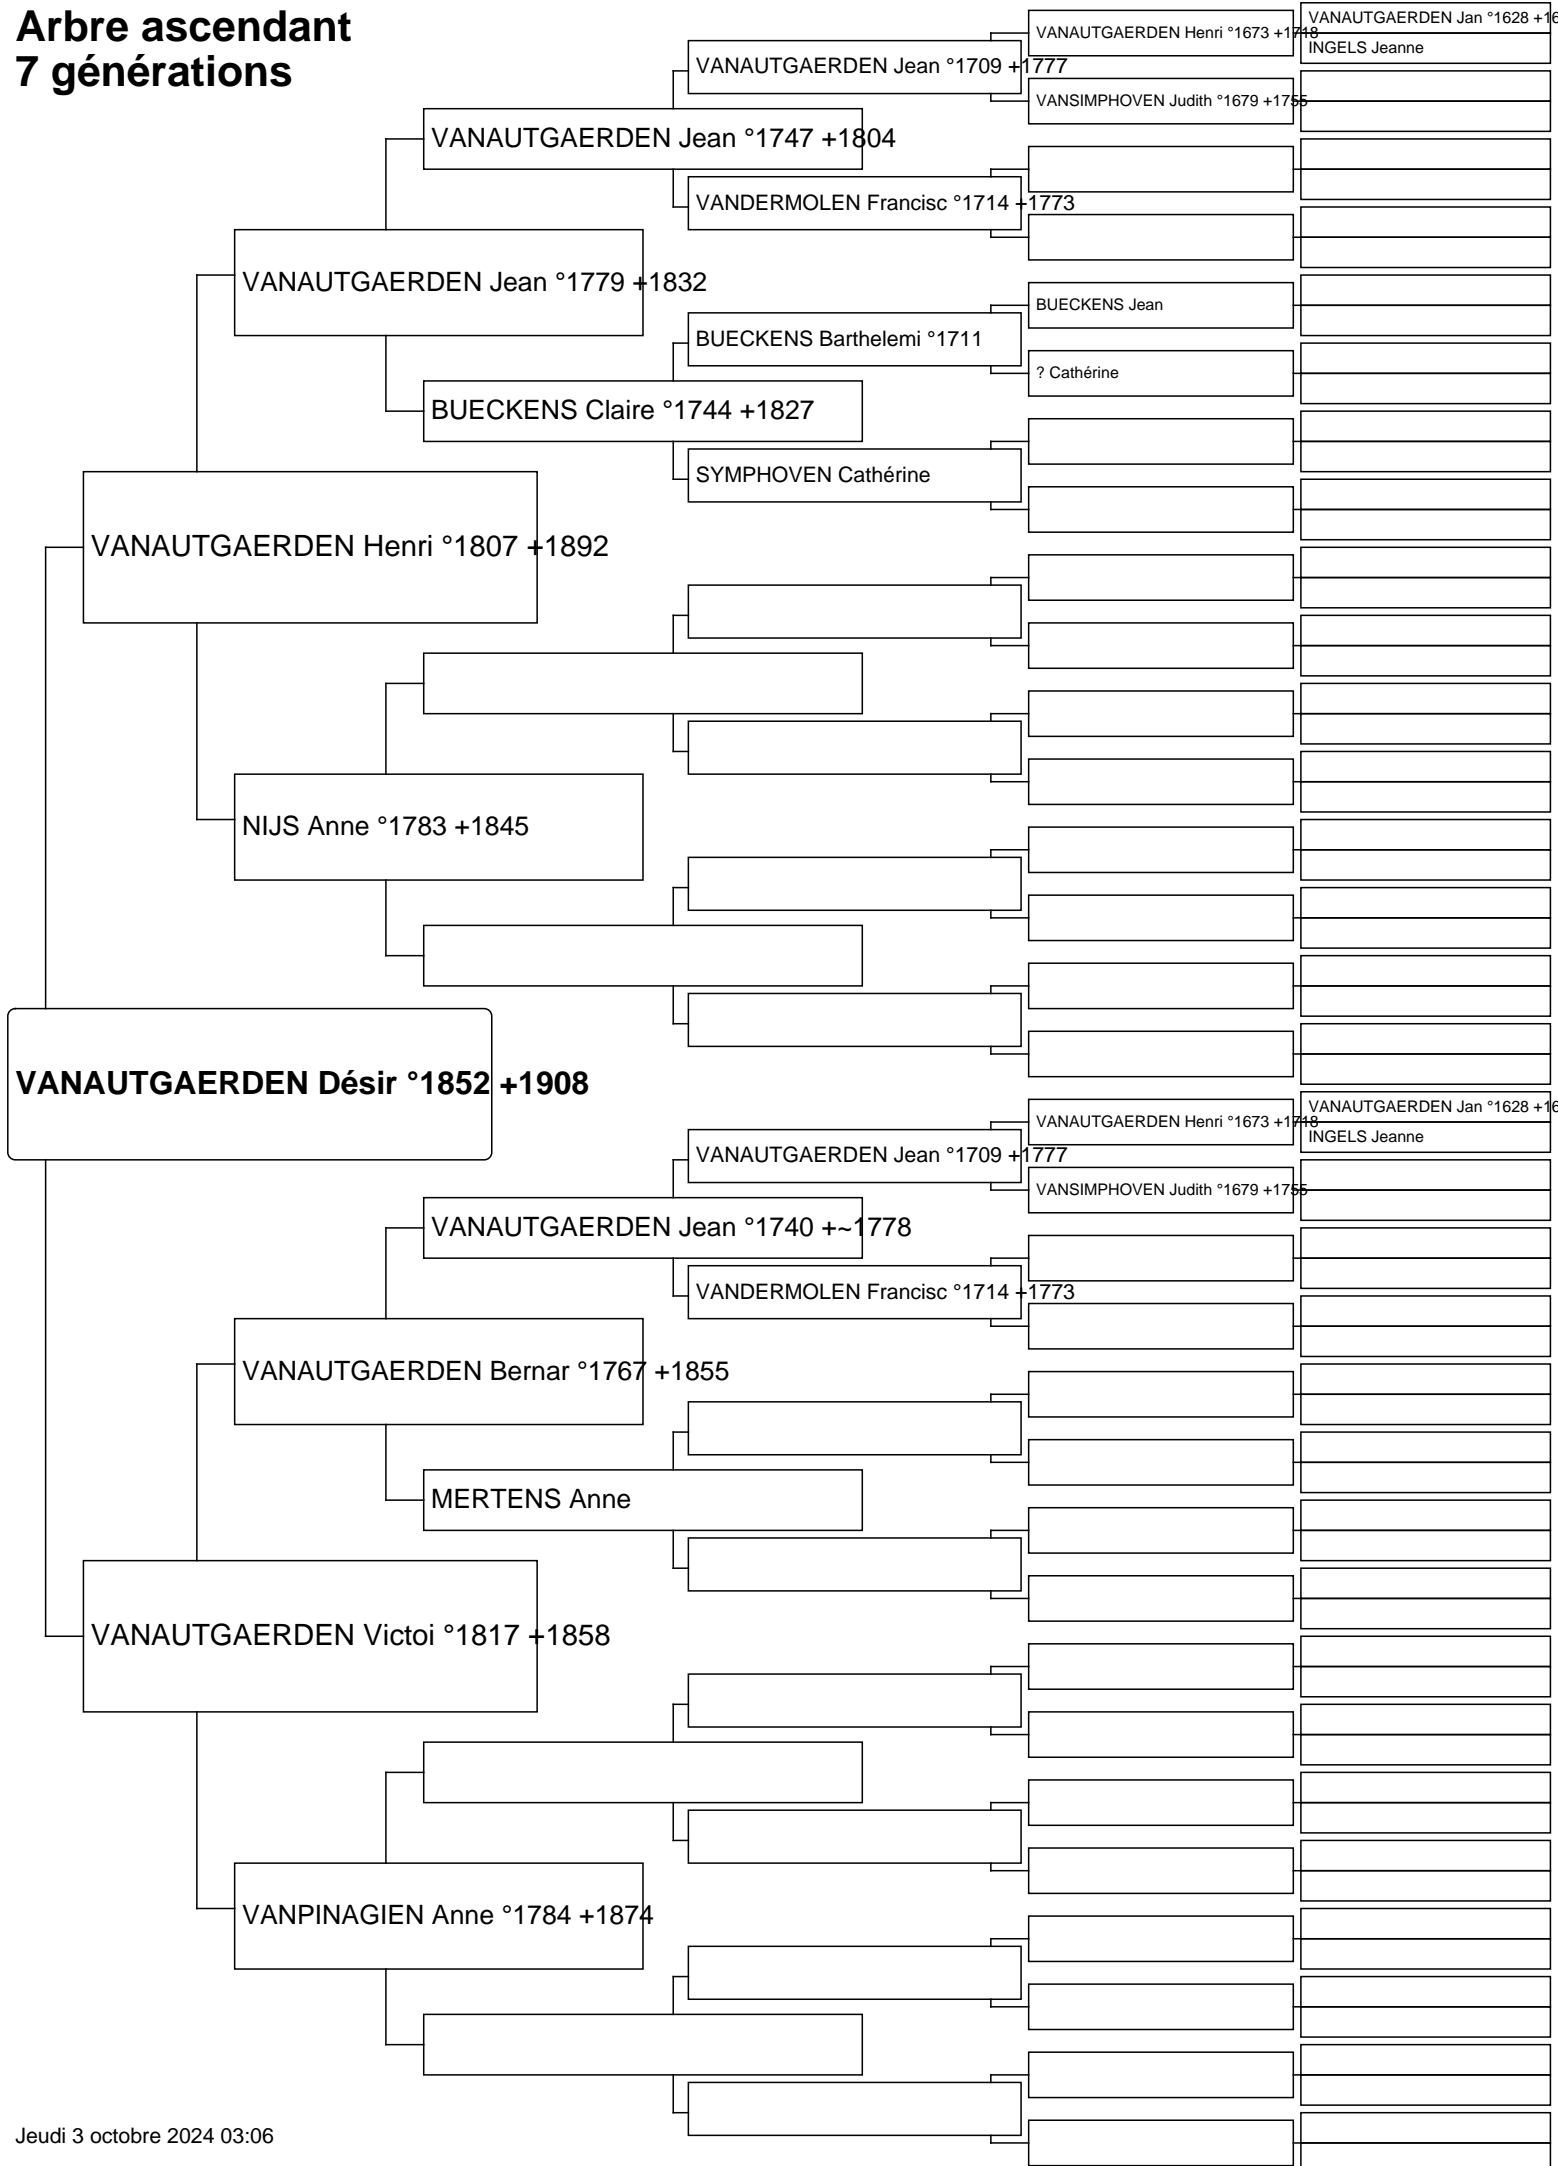 Arbre ascendant
7 générations
VANAUTGAERDEN Jan °1628 +16
VANAUTGAERDEN Henri °1673 +1718
INGELS Jeanne
VANAUTGAERDEN Jean °1709 +1777
VANSIMPHOVEN Judith °1679 +1755
VANAUTGAERDEN Jean °1747 +1804
VANDERMOLEN Francisc °1714 +1773
VANAUTGAERDEN Jean °1779 +1832
BUECKENS Jean
BUECKENS Barthelemi °1711
? Cathérine
BUECKENS Claire °1744 +1827
SYMPHOVEN Cathérine
VANAUTGAERDEN Henri °1807 +1892
NIJS Anne °1783 +1845
VANAUTGAERDEN Désir °1852 +1908
VANAUTGAERDEN Jan °1628 +16
VANAUTGAERDEN Henri °1673 +1718
INGELS Jeanne
VANAUTGAERDEN Jean °1709 +1777
VANSIMPHOVEN Judith °1679 +1755
VANAUTGAERDEN Jean °1740 +~1778
VANDERMOLEN Francisc °1714 +1773
VANAUTGAERDEN Bernar °1767 +1855
MERTENS Anne
VANAUTGAERDEN Victoi °1817 +1858
VANPINAGIEN Anne °1784 +1874
Jeudi 3 octobre 2024 03:06